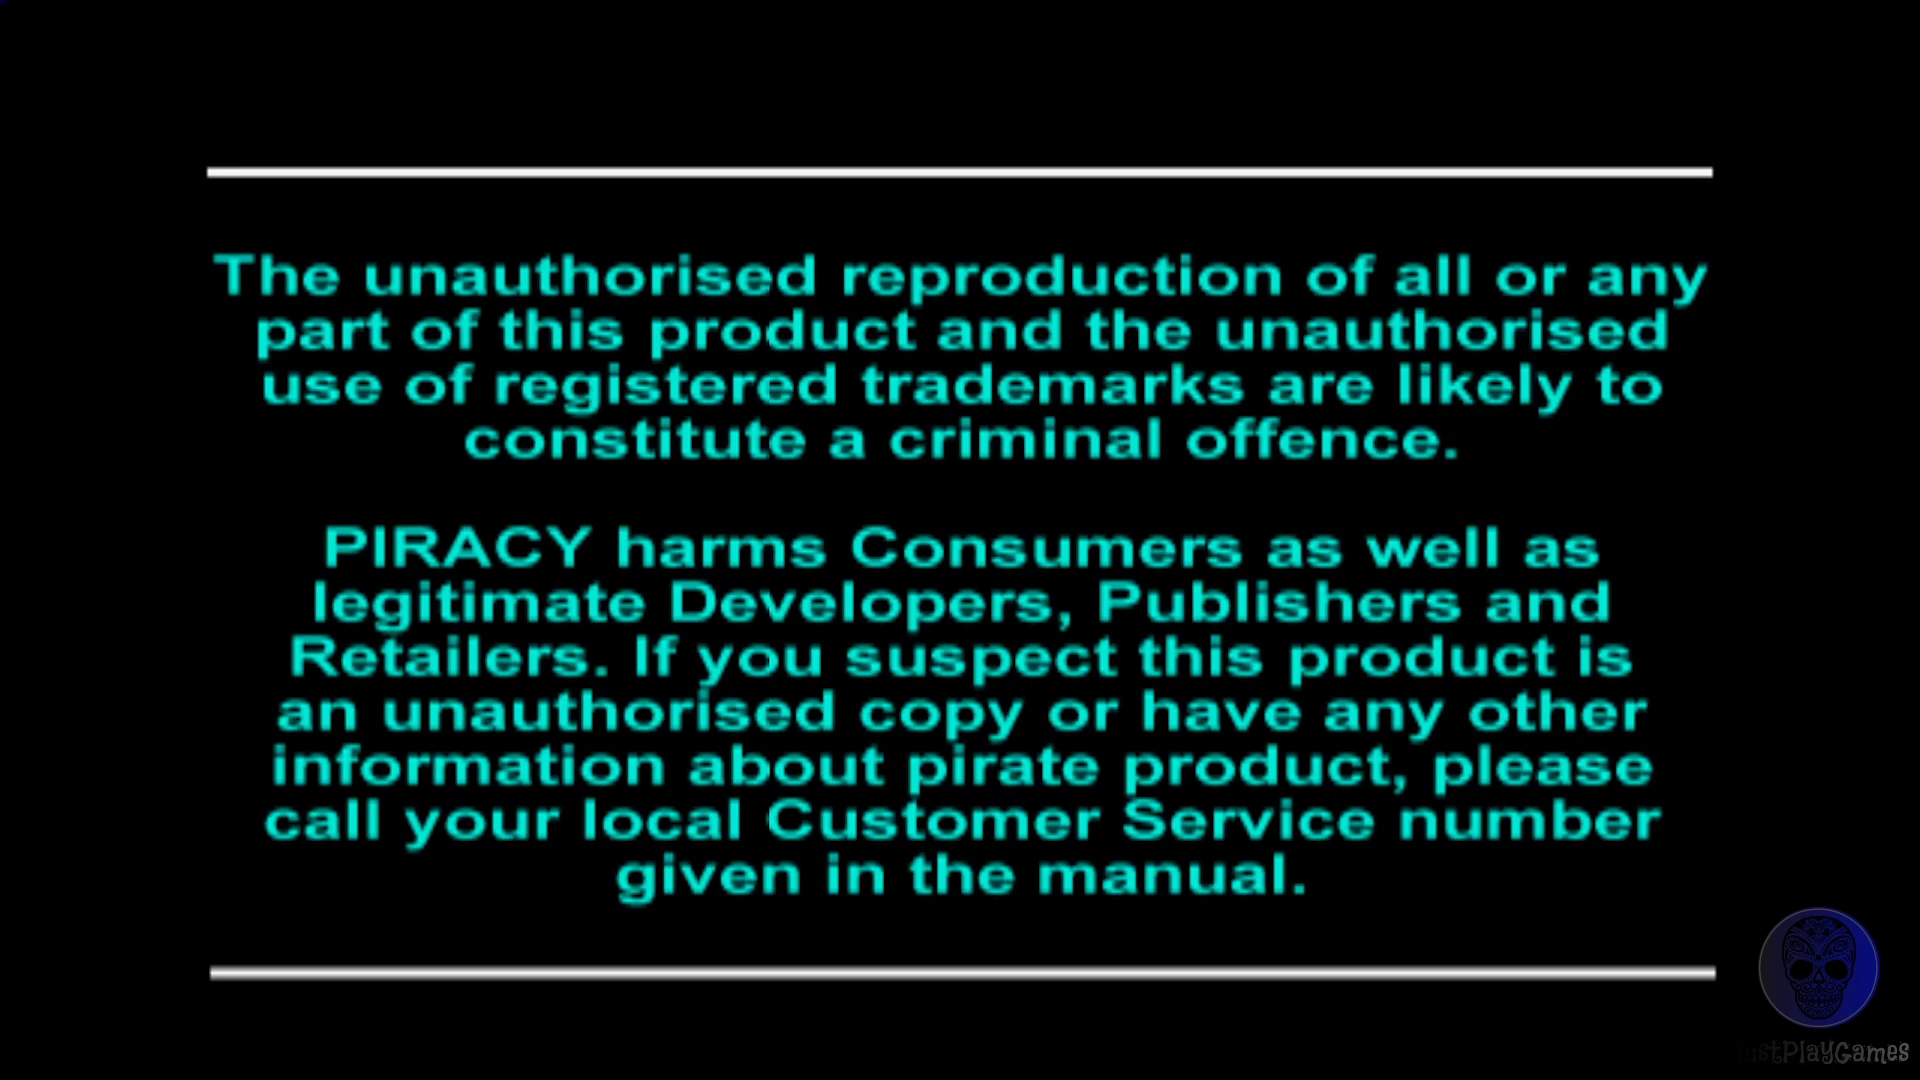 The unauthorised reproduction of all or any
part of this product and the unauthorised
use of registered trademarks are likely to
constitute a criminal offence.
PIRACY harms Consumers as well as
legitimate Developers, Publishers and
Retailers. If you suspect this product is
an unauthorised copy or have any other
information about pirate product, please
call your local Customer Service number
given in the manual.
JustPlayGames